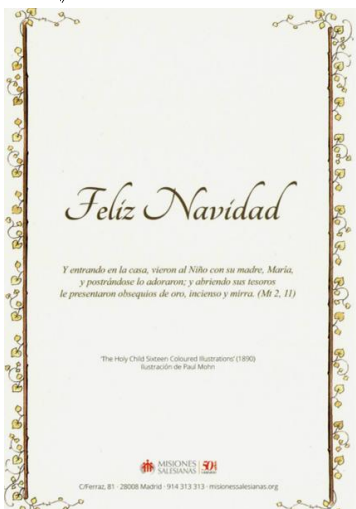 Feliz Navidad
Y entrando en la casa, vieron al Niño con su madre, María,
y postrándose lo adoraron; y abriendo sus tesoros
le presentaron obsequios de oro, incienso y mirra. (Mt 2, 11)
'The Holy Child Sixteen Coloured Illustrations' (1890)
Ilustración de Paul Mohn
MISIONES
SALESIANAS
C/Ferraz, 81 · 28008 Madrid · 914 313 313 · misionessalesianas.org